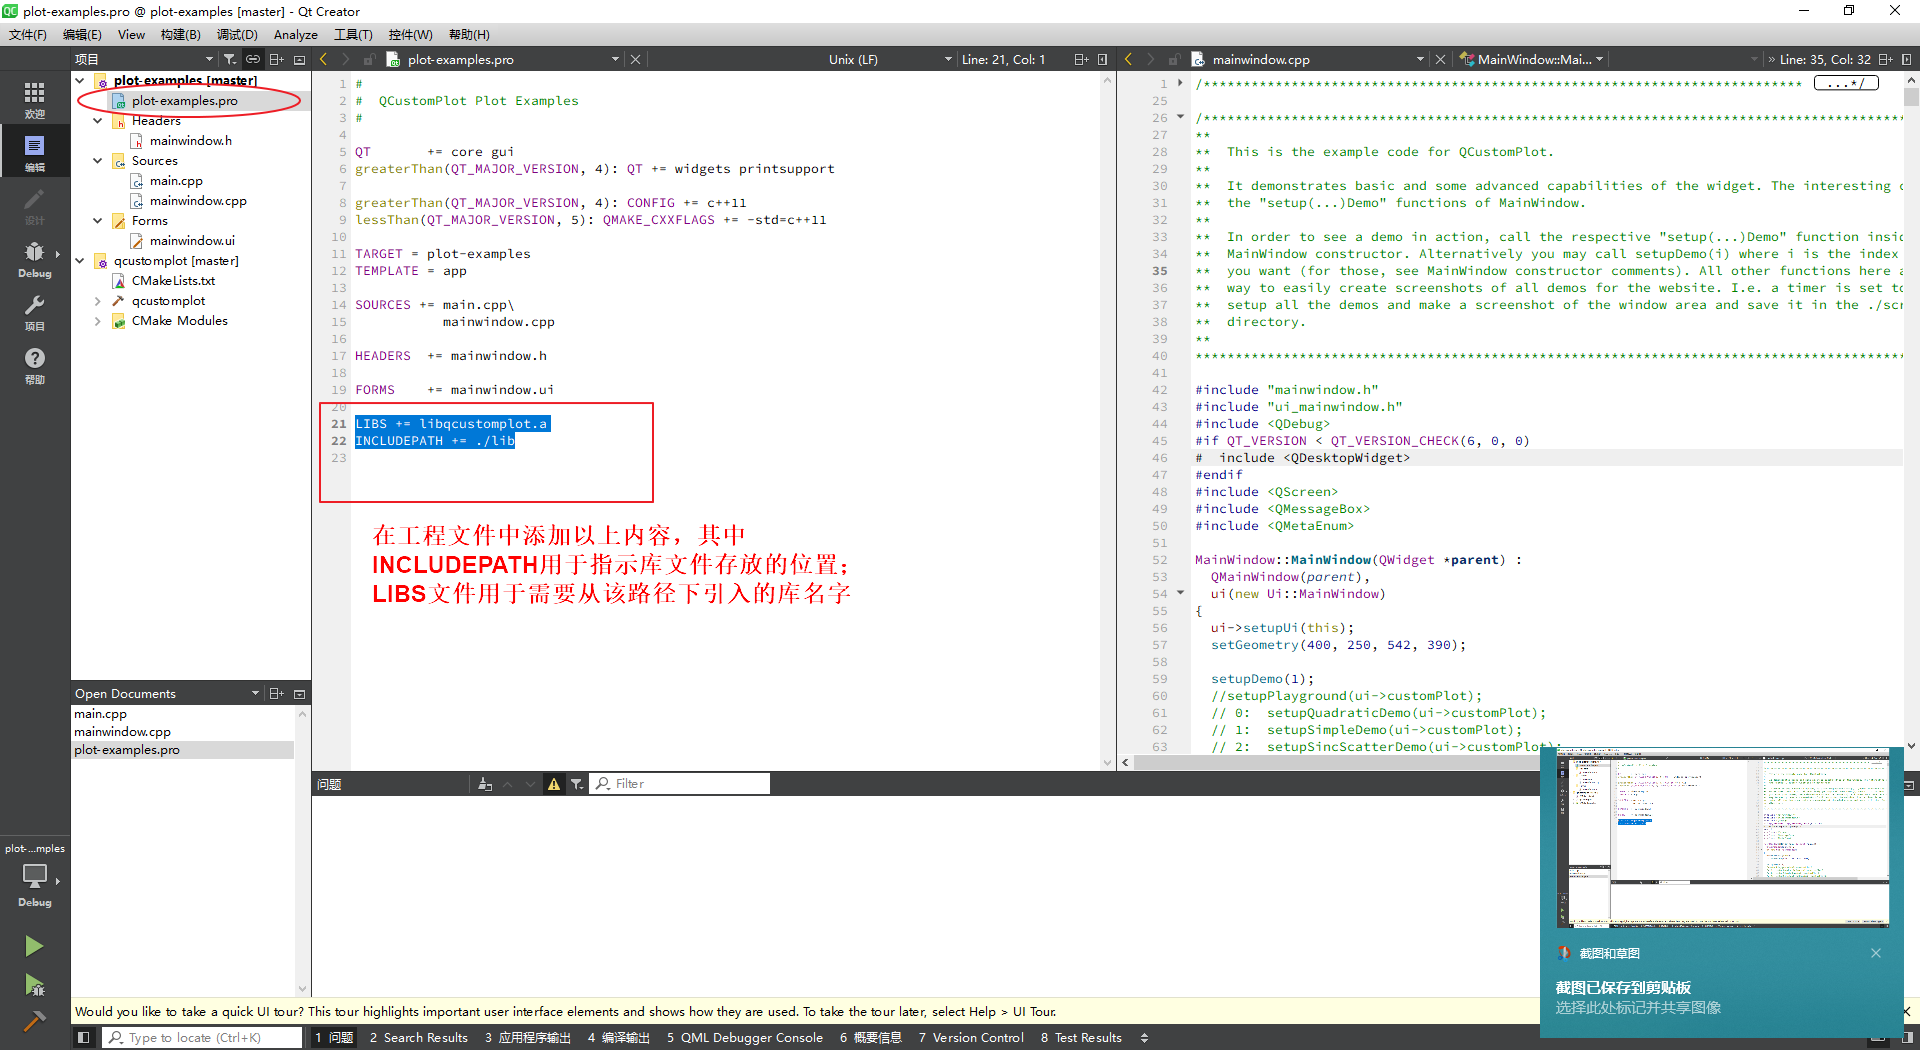 plot-examples.pro @ plot-examples [master] - Qt Creator
文件(F) 编辑(E) View 构建(B) 调试(D) Analyze 工具(T) 控件(W) 帮助(H)
项目
plot-examples.pro
Unix (LF)
Line: 21, Col: 1
mainwindow.cpp
MainWindow::Mai...
» Line: 35, Col: 32
欢迎
编辑
设计
Debug
项目
帮助
plot-examples [master]
plot-examples.pro
Headers
mainwindow.h
Sources
main.cpp
mainwindow.cpp
Forms
mainwindow.ui
qcustomplot [master]
CMakeLists.txt
qcustomplot
CMake Modules
Open Documents
main.cpp
mainwindow.cpp
plot-examples.pro
plot-...mples
Debug
1 #
2 #  QCustomPlot Plot Examples
3 #
4
5 QT       += core gui
6 greaterThan(QT_MAJOR_VERSION, 4): QT += widgets printsupport
7
8 greaterThan(QT_MAJOR_VERSION, 4): CONFIG += c++11
9 lessThan(QT_MAJOR_VERSION, 5): QMAKE_CXXFLAGS += -std=c++11
10
11 TARGET = plot-examples
12 TEMPLATE = app
13
14 SOURCES += main.cpp\
15            mainwindow.cpp
16
17 HEADERS  += mainwindow.h
18
19 FORMS    += mainwindow.ui
20
21 LIBS += libqcustomplot.a
22 INCLUDEPATH += ./lib
23
在工程文件中添加以上内容，其中
INCLUDEPATH用于指示库文件存放的位置；
LIBS文件用于需要从该路径下引入的库名字
1 /*************************************************************************** ...*/
25
26 /****************************************************************************************
27 **
28 **  This is the example code for QCustomPlot.
29 **
30 **  It demonstrates basic and some advanced capabilities of the widget. The interesting c
31 **  the "setup(...)Demo" functions of MainWindow.
32 **
33 **  In order to see a demo in action, call the respective "setup(...)Demo" function insid
34 **  MainWindow constructor. Alternatively you may call setupDemo(i) where i is the index
35 **  you want (for those, see MainWindow constructor comments). All other functions here a
36 **  way to easily create screenshots of all demos for the website. I.e. a timer is set to
37 **  setup all the demos and make a screenshot of the window area and save it in the ./scr
38 **  directory.
39 **
40 *****************************************************************************************
41
42 #include "mainwindow.h"
43 #include "ui_mainwindow.h"
44 #include <QDebug>
45 #if QT_VERSION < QT_VERSION_CHECK(6, 0, 0)
46 #  include <QDesktopWidget>
47 #endif
48 #include <QScreen>
49 #include <QMessageBox>
50 #include <QMetaEnum>
51
52 MainWindow::MainWindow(QWidget *parent) :
53   QMainWindow(parent),
54   ui(new Ui::MainWindow)
55 {
56   ui->setupUi(this);
57   setGeometry(400, 250, 542, 390);
58
59   setupDemo(1);
60   //setupPlayground(ui->customPlot);
61   // 0:  setupQuadraticDemo(ui->customPlot);
62   // 1:  setupSimpleDemo(ui->customPlot);
63   // 2:  setupSincScatterDemo(ui->customPlot);
问题
Filter
截图和草图
截图已保存到剪贴板
选择此处标记并共享图像
Would you like to take a quick UI tour? This tour highlights important user interface elements and shows how they are used. To take the tour later, select Help > UI Tour.
Type to locate (Ctrl+K)
1 问题 2 Search Results 3 应用程序输出 4 编译输出 5 QML Debugger Console 6 概要信息 7 Version Control 8 Test Results